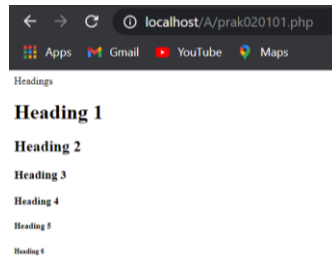 localhost/A/prak020101.php
Apps Gmail YouTube Maps
Headings
Heading 1
Heading 2
Heading 3
Heading 4
Heading 5
Heading 6